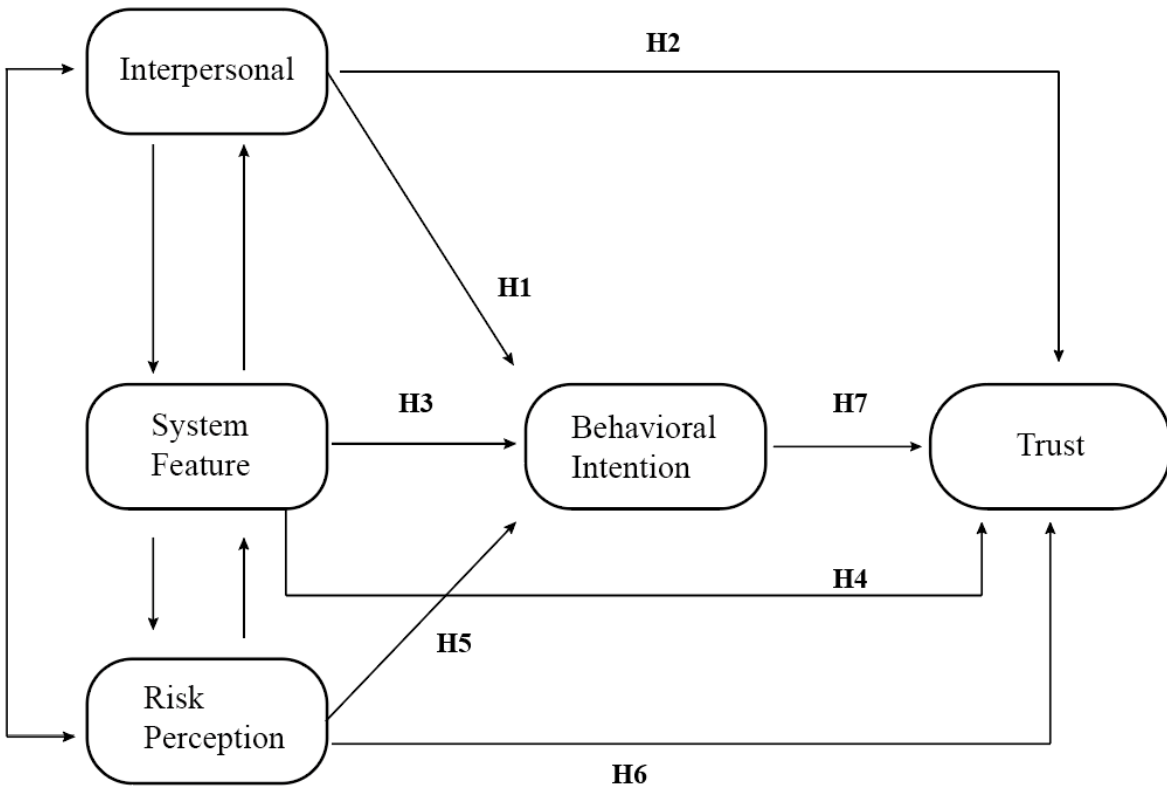 H2
Interpersonal
H1
System
Feature
H3
Behavioral
Intention
H7
Trust
H4
H5
Risk
Perception
H6